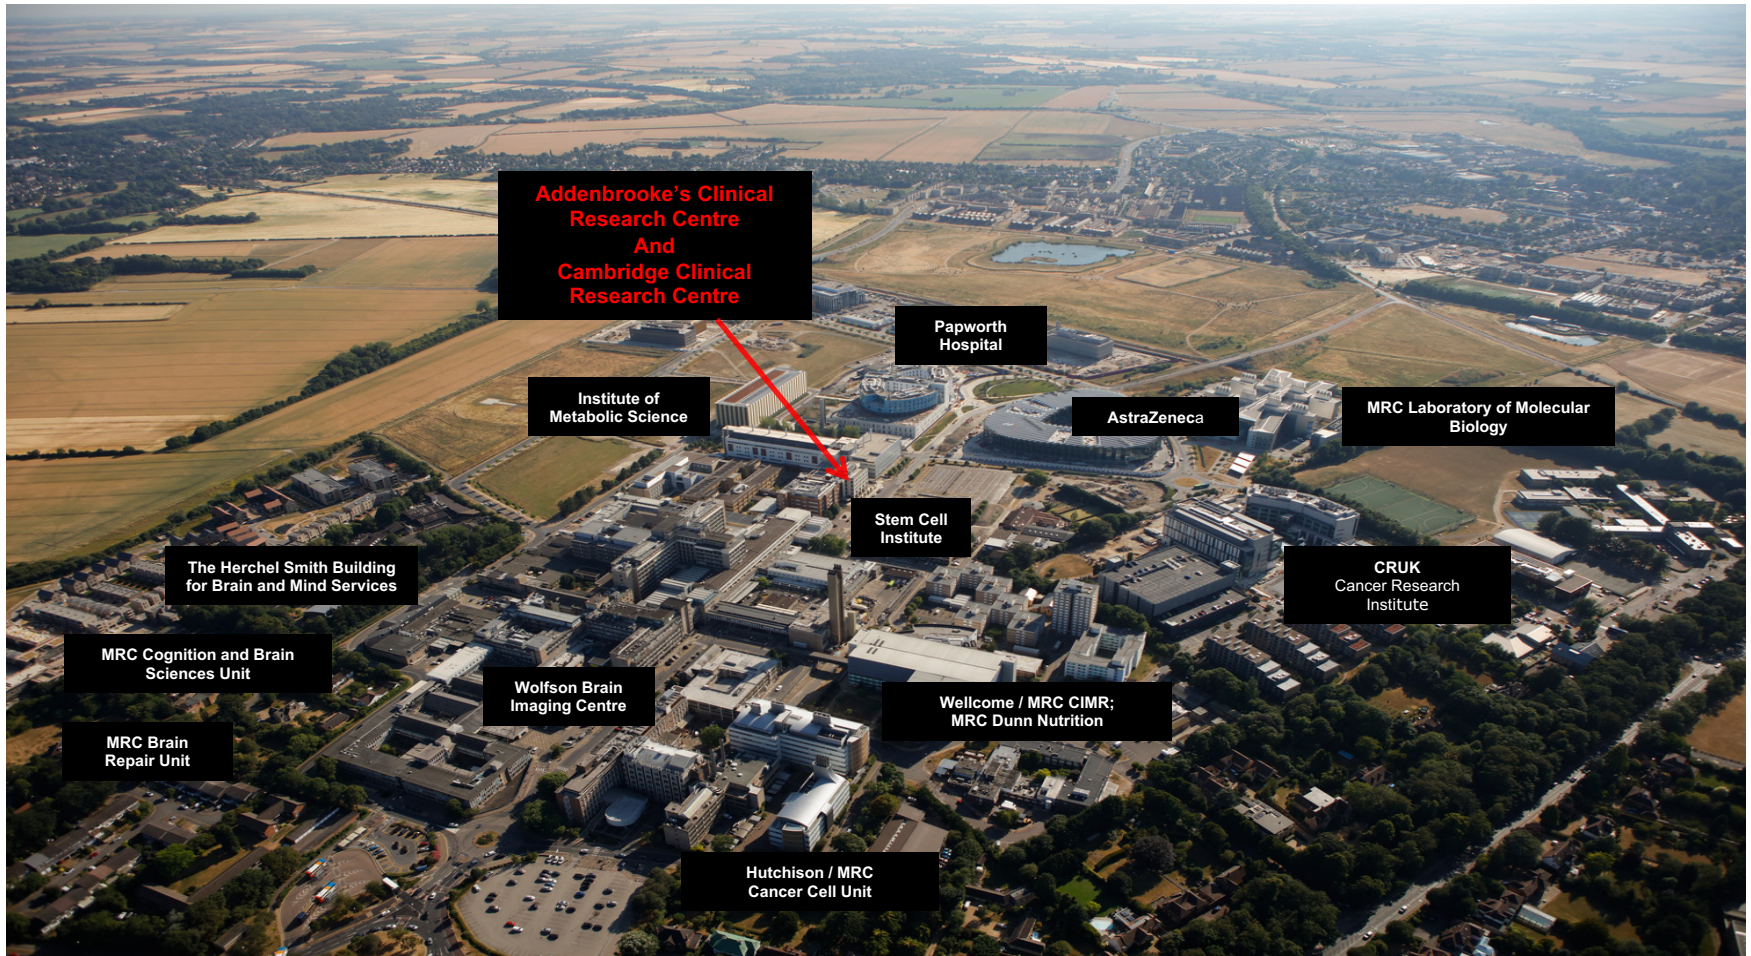 Addenbrooke's Clinical
Research Centre
And
Cambridge Clinical
Research Centre
Papworth
Hospital
Institute of
Metabolic Science
AstraZeneca
MRC Laboratory of Molecular
Biology
Stem Cell
Institute
The Herchel Smith Building
for Brain and Mind Services
CRUK
Cancer Research
Institute
MRC Cognition and Brain
Sciences Unit
Wolfson Brain
Imaging Centre
Wellcome / MRC CIMR;
MRC Dunn Nutrition
MRC Brain
Repair Unit
Hutchison / MRC
Cancer Cell Unit